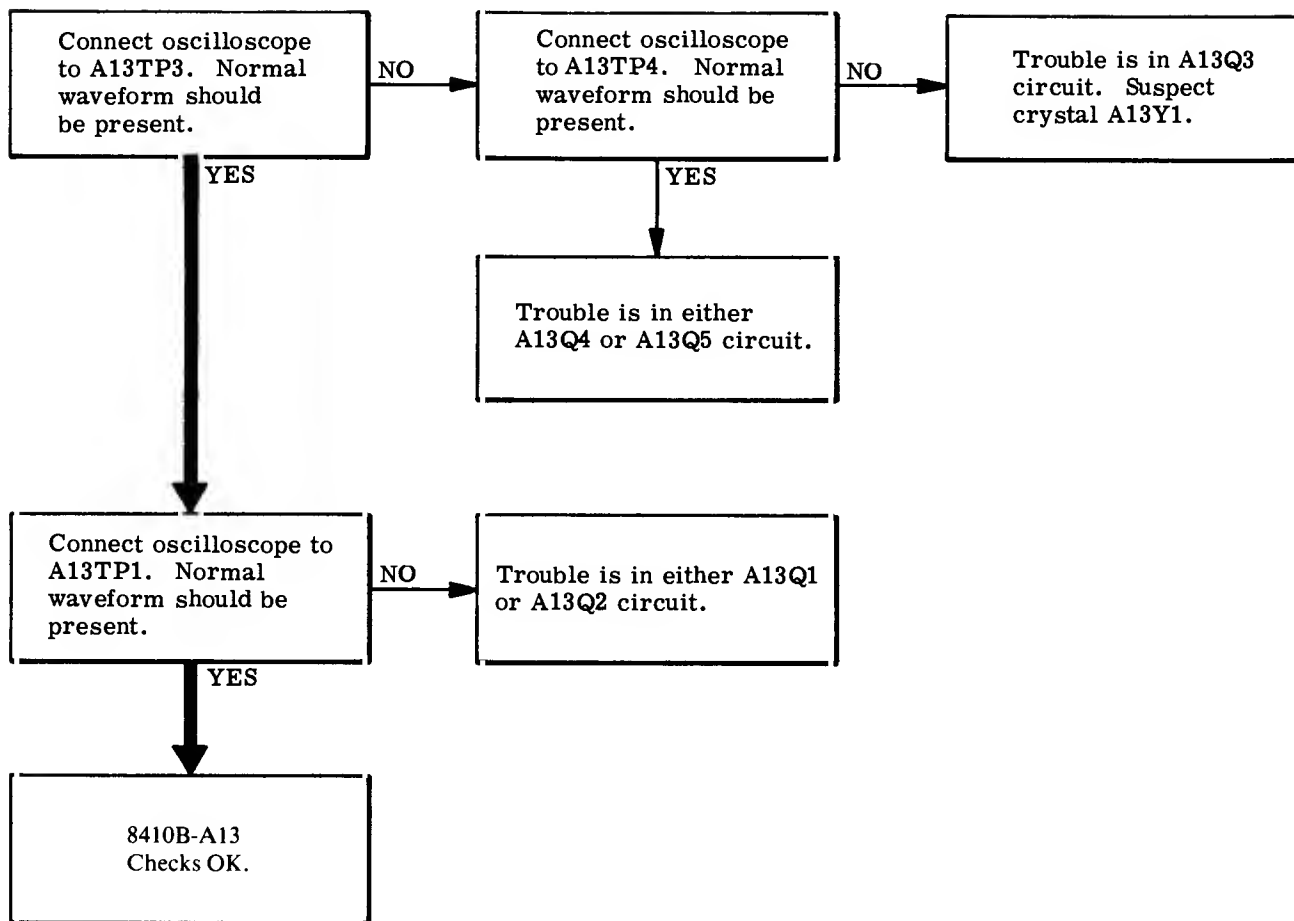 Connect oscilloscope
to A13TP3. Normal
waveform should
be present.
NO
Connect oscilloscope
to A13TP4. Normal
waveform should be
present.
NO
Trouble is in A13Q3
circuit. Suspect
crystal A13Y1.
YES
YES
Trouble is in either
A13Q4 or A13Q5 circuit.
Connect oscilloscope to
A13TP1. Normal
waveform should be
present.
NO
Trouble is in either A13Q1
or A13Q2 circuit.
YES
8410B-A13
Checks OK.